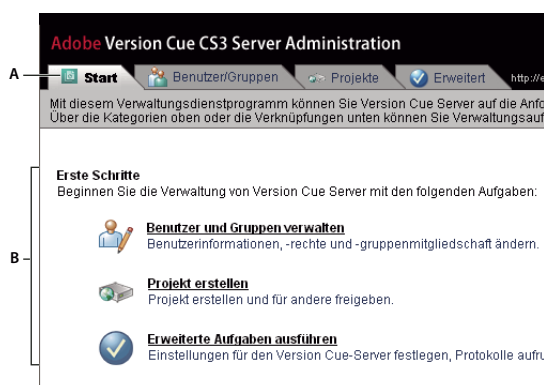 Adobe Version Cue CS3 Server Administration
A
Start Benutzer/Gruppen Projekte Erweitert http://e
Mit diesem Verwaltungsdienstprogramm können Sie Version Cue Server auf die Anfo
Über die Kategorien oben oder die Verknüpfungen unten können Sie Verwaltungsauf
Erste Schritte
Beginnen Sie die Verwaltung von Version Cue Server mit den folgenden Aufgaben:
B
Benutzer und Gruppen verwalten
Benutzerinformationen, -rechte und -gruppenmitgliedschaft ändern.
Projekt erstellen
Projekt erstellen und für andere freigeben.
Erweiterte Aufgaben ausführen
Einstellungen für den Version Cue-Server festlegen, Protokolle aufru